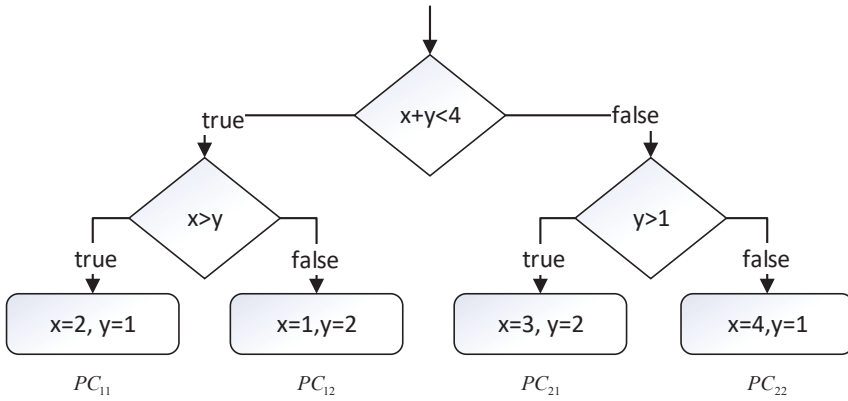 x+y<4
true
false
x>y
y>1
true
false
true
false
x=2, y=1
x=1,y=2
x=3, y=2
x=4,y=1
PC₁₁
PC₁₂
PC₂₁
PC₂₂